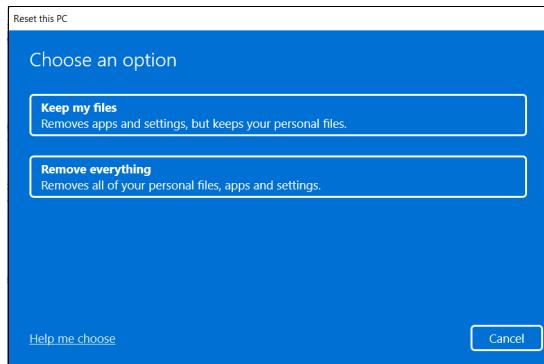 Reset this PC
Choose an option
Keep my files
Removes apps and settings, but keeps your personal files.
Remove everything
Removes all of your personal files, apps and settings.
Help me choose
Cancel